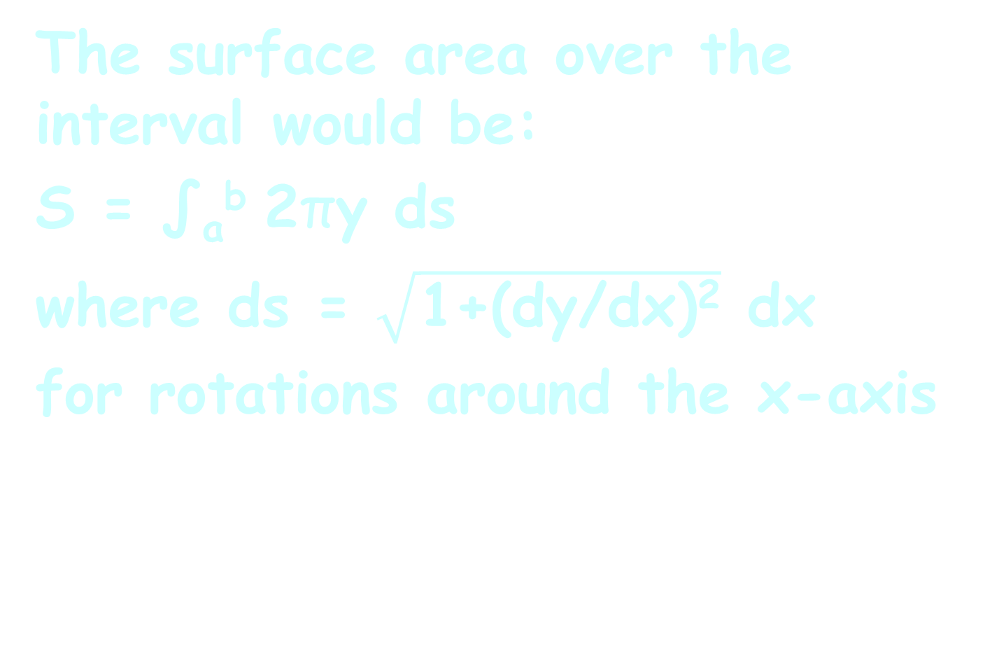 The surface area over the
interval would be:
S = ∫ₐᵇ 2πy ds
where ds = √1+(dy/dx)² dx
for rotations around the x-axis